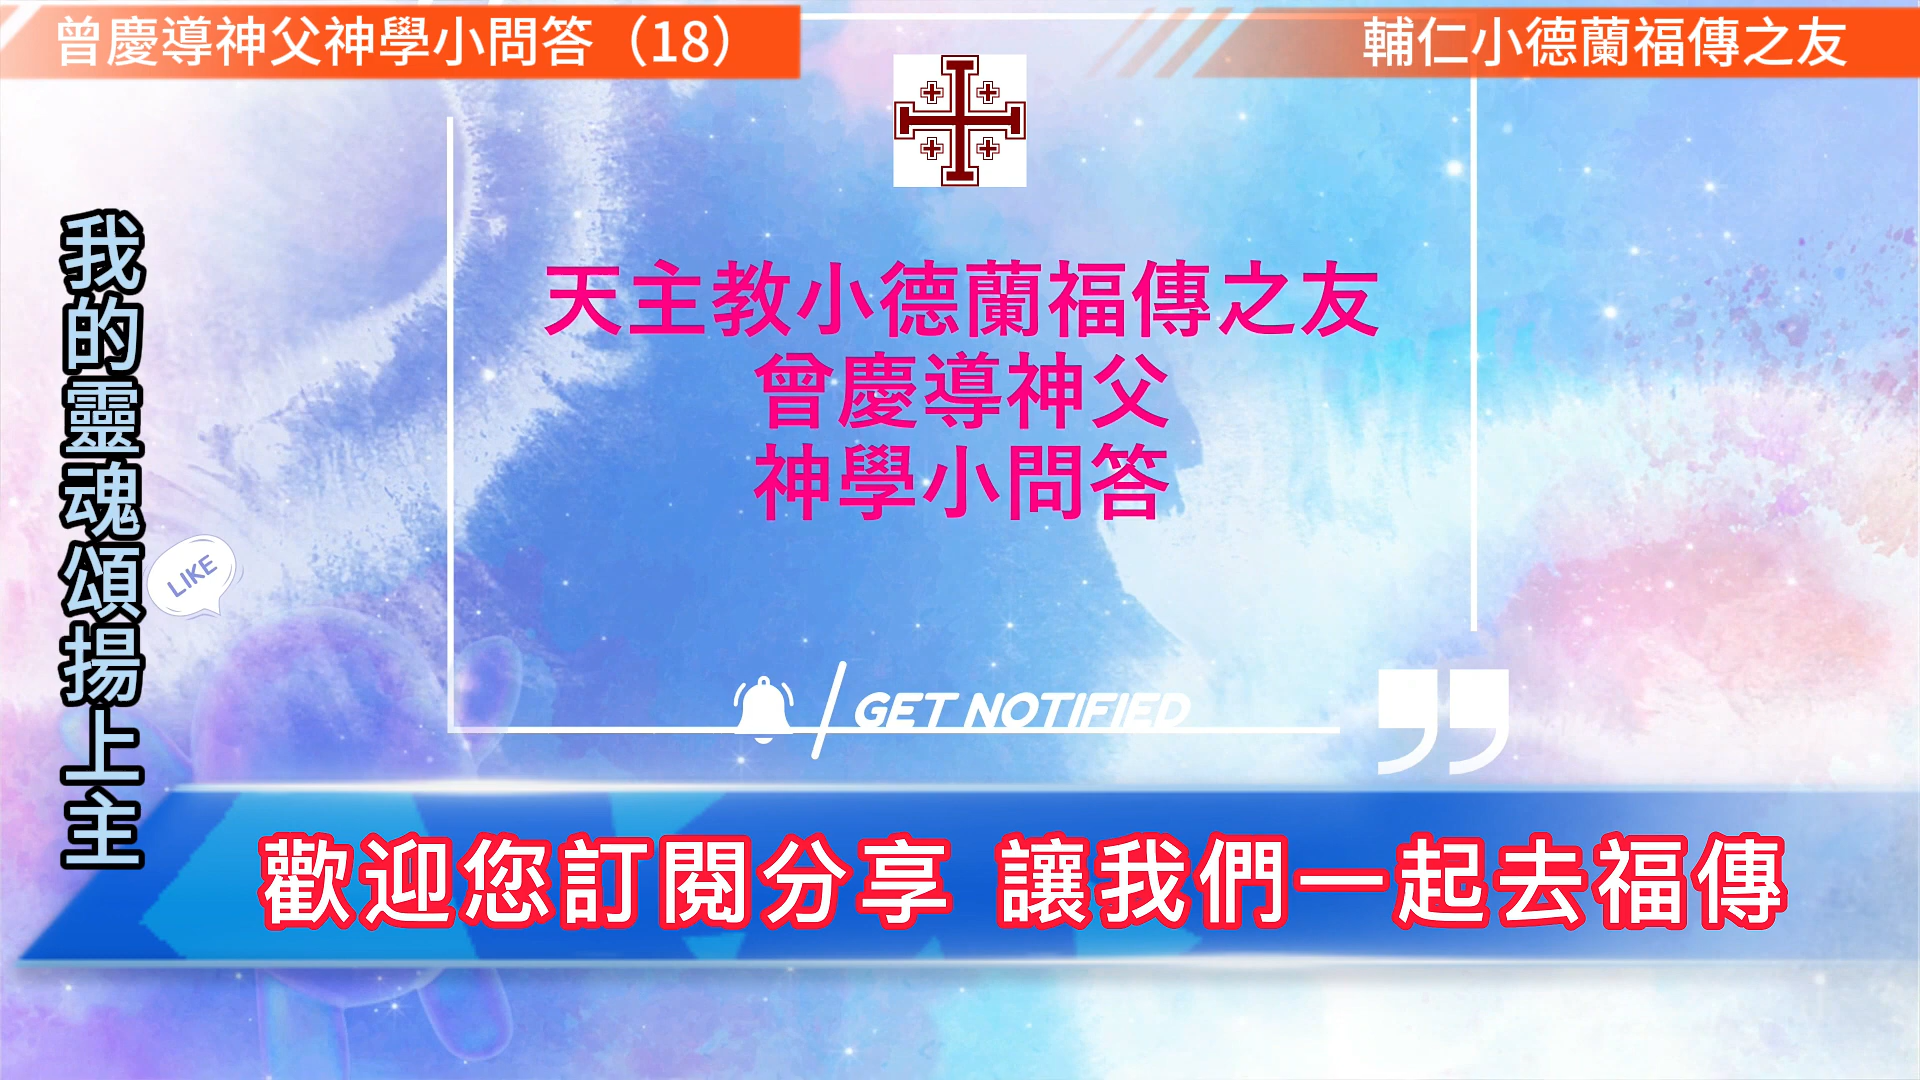 曾慶導神父神學小問答（18）
輔仁小德蘭福傳之友
天主教小德蘭福傳之友
曾慶導神父
神學小問答
我的靈魂頌揚上主
LIKE
GET NOTIFIED
歡迎您訂閱分享 讓我們一起去福傳